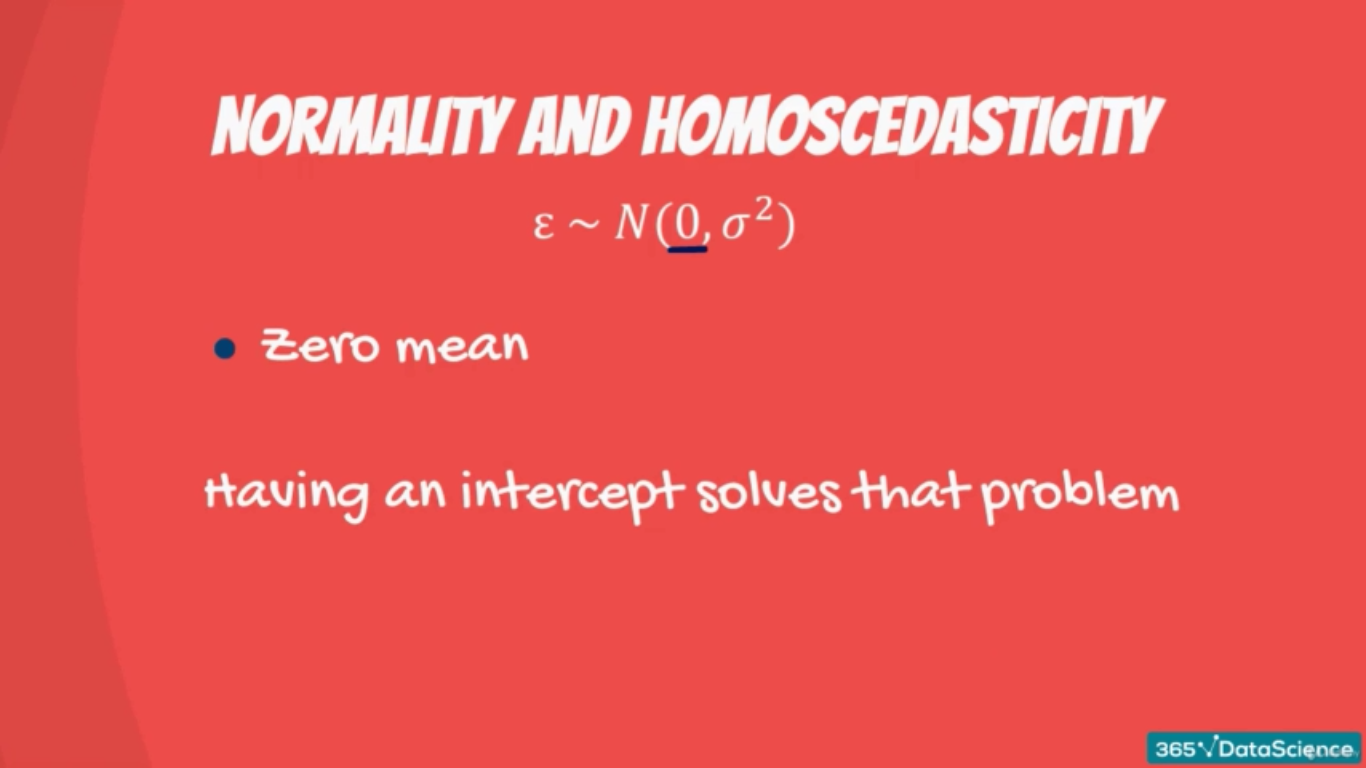 NORMALITY AND HOMOSCEDASTICITY
ε ~ N(0, σ²)
• Zero mean
Having an intercept solves that problem
365 DataScience